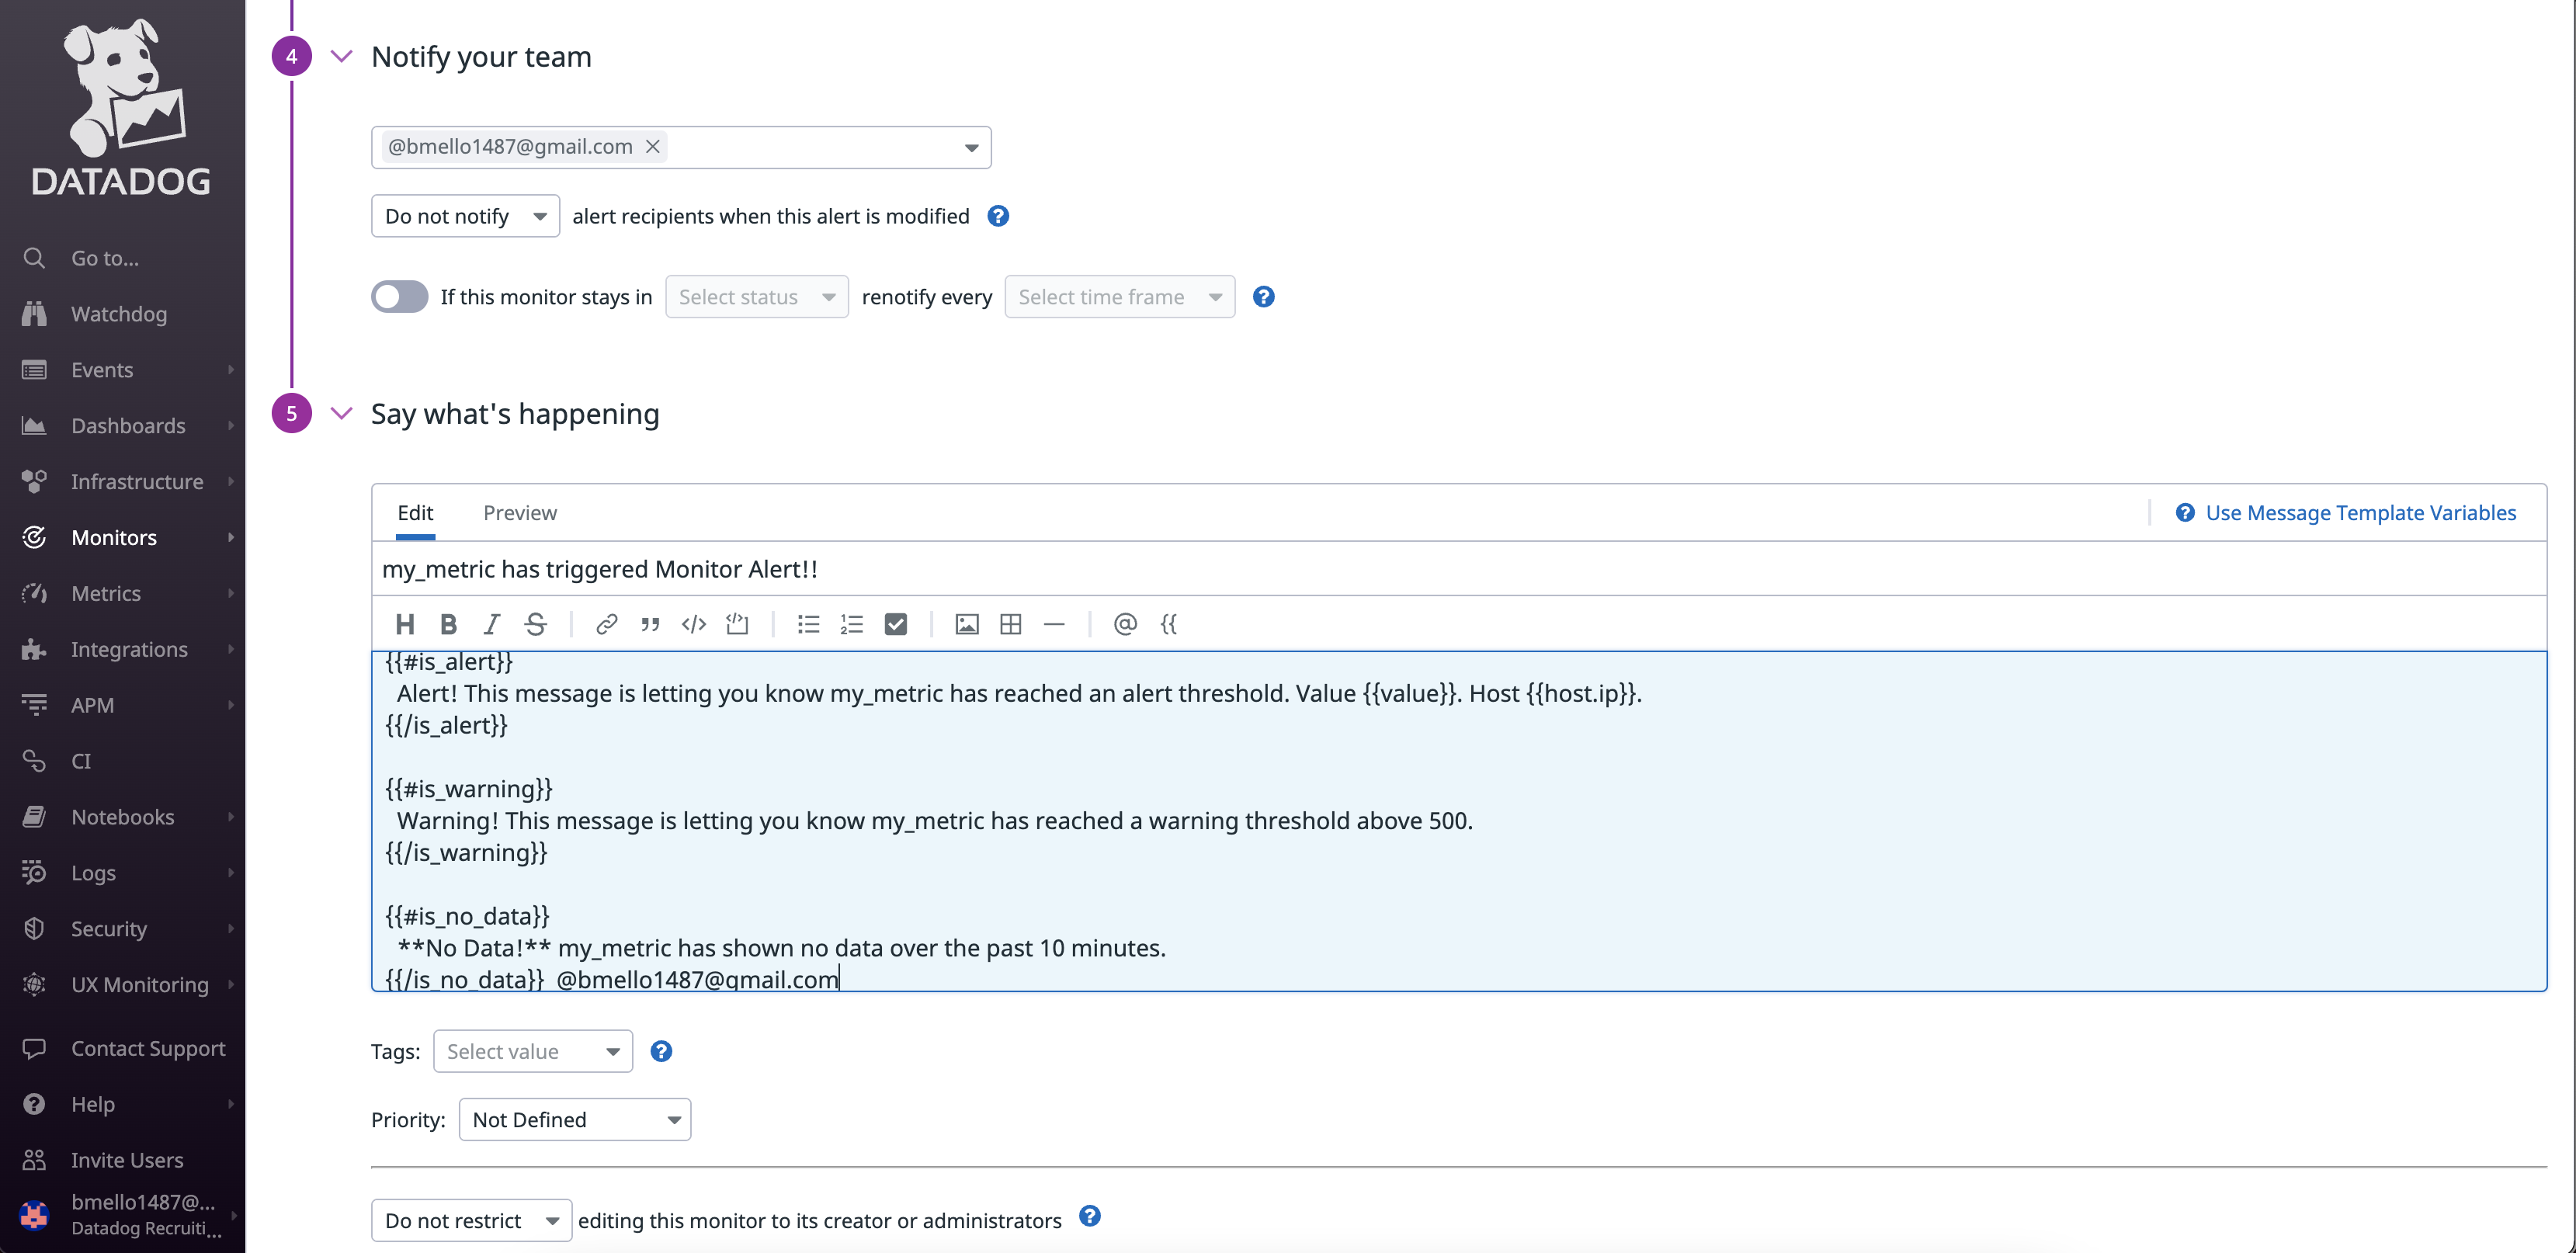 DATADOG
Go to...
Watchdog
Events
Dashboards
Infrastructure
Monitors
Metrics
Integrations
APM
CI
Notebooks
Logs
Security
UX Monitoring
Contact Support
Help
Invite Users
bmello1487@...
Datadog Recruiti...
4 Notify your team
@bmello1487@gmail.com
Do not notify alert recipients when this alert is modified ?
If this monitor stays in Select status renotify every Select time frame ?
5 Say what's happening
Edit Preview ? Use Message Template Variables
my_metric has triggered Monitor Alert!!
H B I S @ {{
{{#is_alert}}
Alert! This message is letting you know my_metric has reached an alert threshold. Value {{value}}. Host {{host.ip}}.
{{/is_alert}}
{{#is_warning}}
Warning! This message is letting you know my_metric has reached a warning threshold above 500.
{{/is_warning}}
{{#is_no_data}}
**No Data!** my_metric has shown no data over the past 10 minutes.
{{/is_no_data}} @bmello1487@gmail.com
Tags: Select value ?
Priority: Not Defined
Do not restrict editing this monitor to its creator or administrators ?